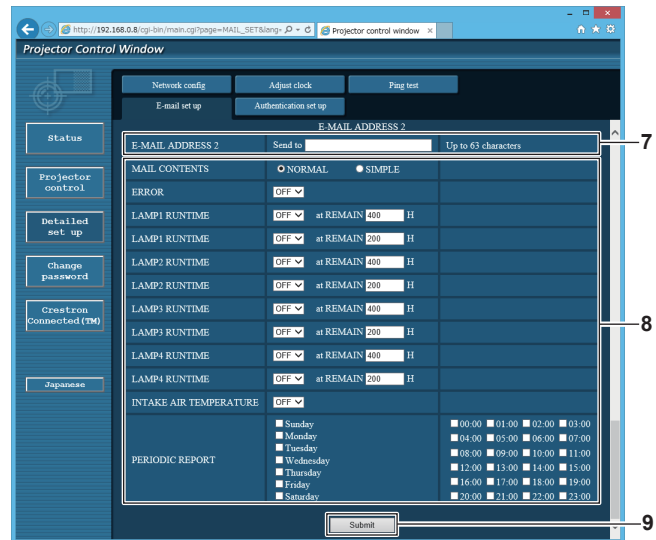 http://192.168.0.8/cgi-bin/main.cgi?page=MAIL_SET&lang=
Projector control window
Projector Control Window
Network config Adjust clock Ping test
E-mail set up Authentication set up
E-MAIL ADDRESS 2
Status
E-MAIL ADDRESS 2 Send to Up to 63 characters
7
MAIL CONTENTS NORMAL SIMPLE
Projector
control
ERROR OFF
LAMP1 RUNTIME OFF at REMAIN 400 H
Detailed
set up
LAMP1 RUNTIME OFF at REMAIN 200 H
LAMP2 RUNTIME OFF at REMAIN 400 H
Change
password
LAMP2 RUNTIME OFF at REMAIN 200 H
LAMP3 RUNTIME OFF at REMAIN 400 H
Crestron
Connected(TM)
8
LAMP3 RUNTIME OFF at REMAIN 200 H
LAMP4 RUNTIME OFF at REMAIN 400 H
LAMP4 RUNTIME OFF at REMAIN 200 H
Japanese
INTAKE AIR TEMPERATURE OFF
PERIODIC REPORT
Sunday
Monday
Tuesday
Wednesday
Thursday
Friday
Saturday
00:00 01:00 02:00 03:00
04:00 05:00 06:00 07:00
08:00 09:00 10:00 11:00
12:00 13:00 14:00 15:00
16:00 17:00 18:00 19:00
20:00 21:00 22:00 23:00
Submit
9